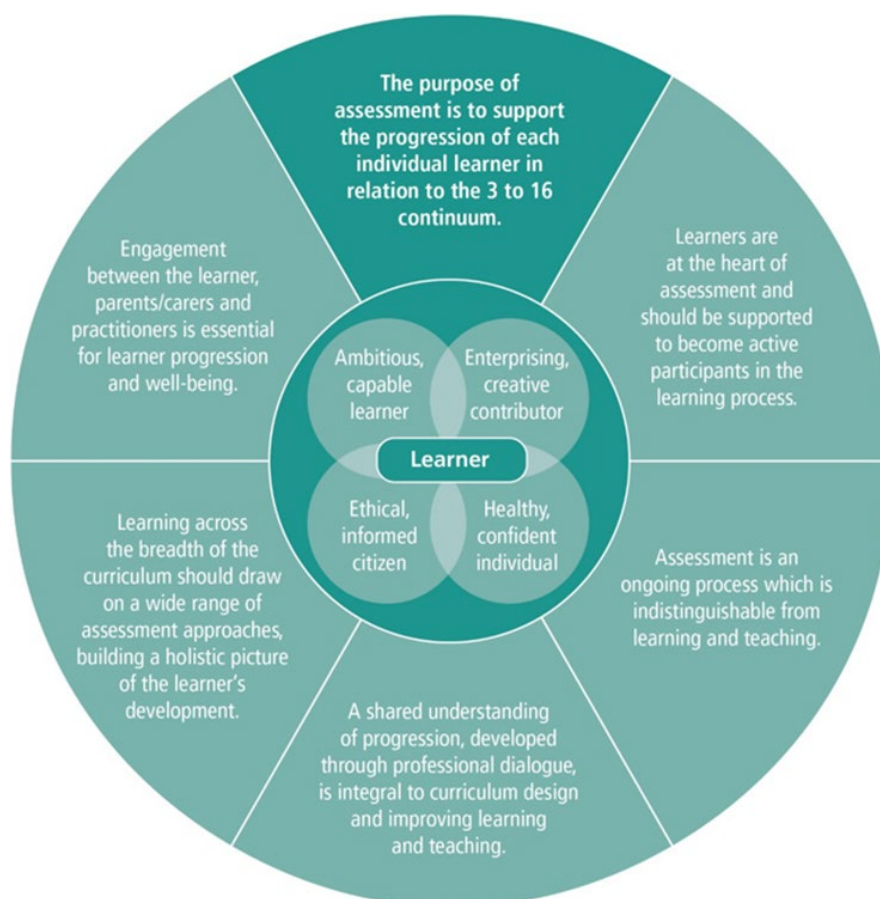 The purpose of
assessment is to support
the progression of each
individual learner in
relation to the 3 to 16
continuum.
Learners are
at the heart of
assessment and
should be supported
to become active
participants in the
learning process.
Assessment is an
ongoing process which is
indistinguishable from
learning and teaching.
A shared understanding
of progression, developed
through professional dialogue,
is integral to curriculum design
and improving learning
and teaching.
Learning across
the breadth of the
curriculum should draw
on a wide range of
assessment approaches,
building a holistic picture
of the learner's
development.
Engagement
between the learner,
parents/carers and
practitioners is essential
for learner progression
and well-being.
Ambitious,
capable
learner
Enterprising,
creative
contributor
Learner
Ethical,
informed
citizen
Healthy,
confident
individual